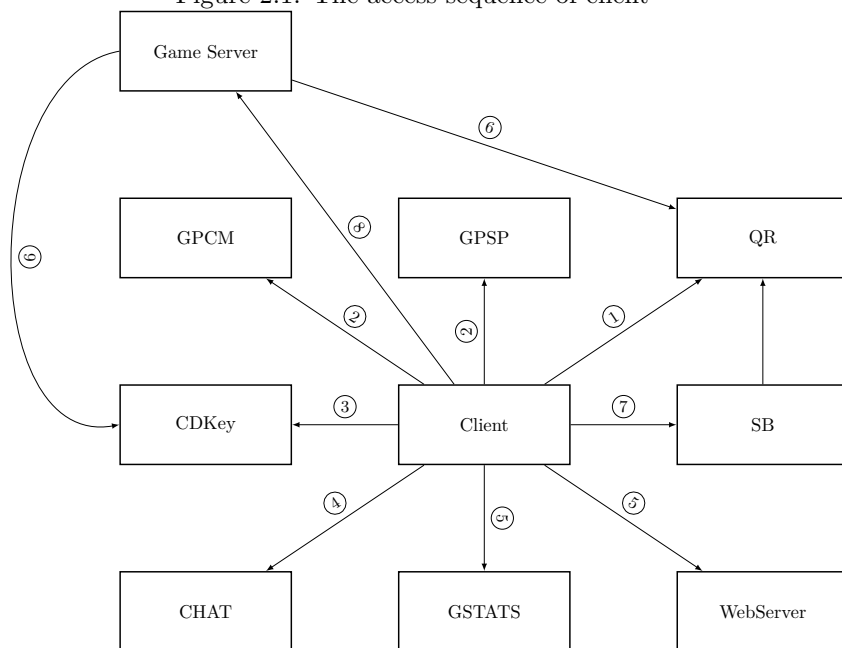 Figure 2.1: The access sequence of client
Game Server
6
8
6
GPCM
GPSP
QR
2
2
1
CDKey
3
Client
7
SB
4
5
5
CHAT
GSTATS
WebServer